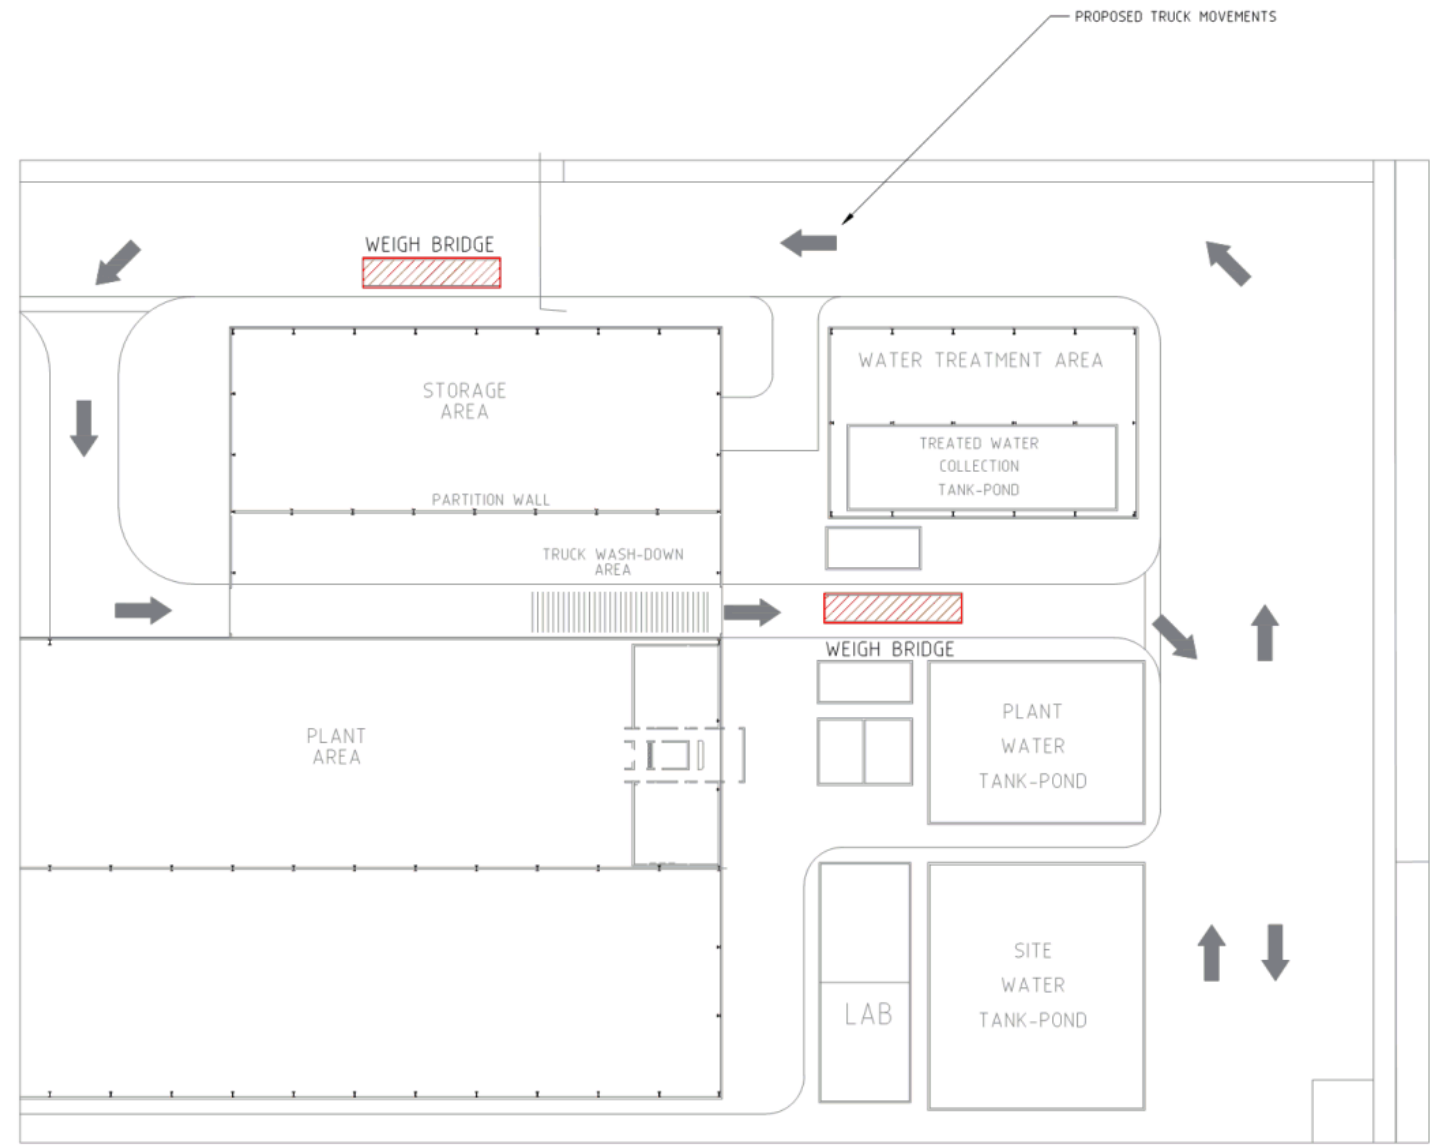 PROPOSED TRUCK MOVEMENTS
WEIGH BRIDGE
STORAGE
AREA
WATER TREATMENT AREA
TREATED WATER
COLLECTION
TANK-POND
PARTITION WALL
TRUCK WASH-DOWN
AREA
WEIGH BRIDGE
PLANT
AREA
PLANT
WATER
TANK-POND
SITE
WATER
TANK-POND
LAB